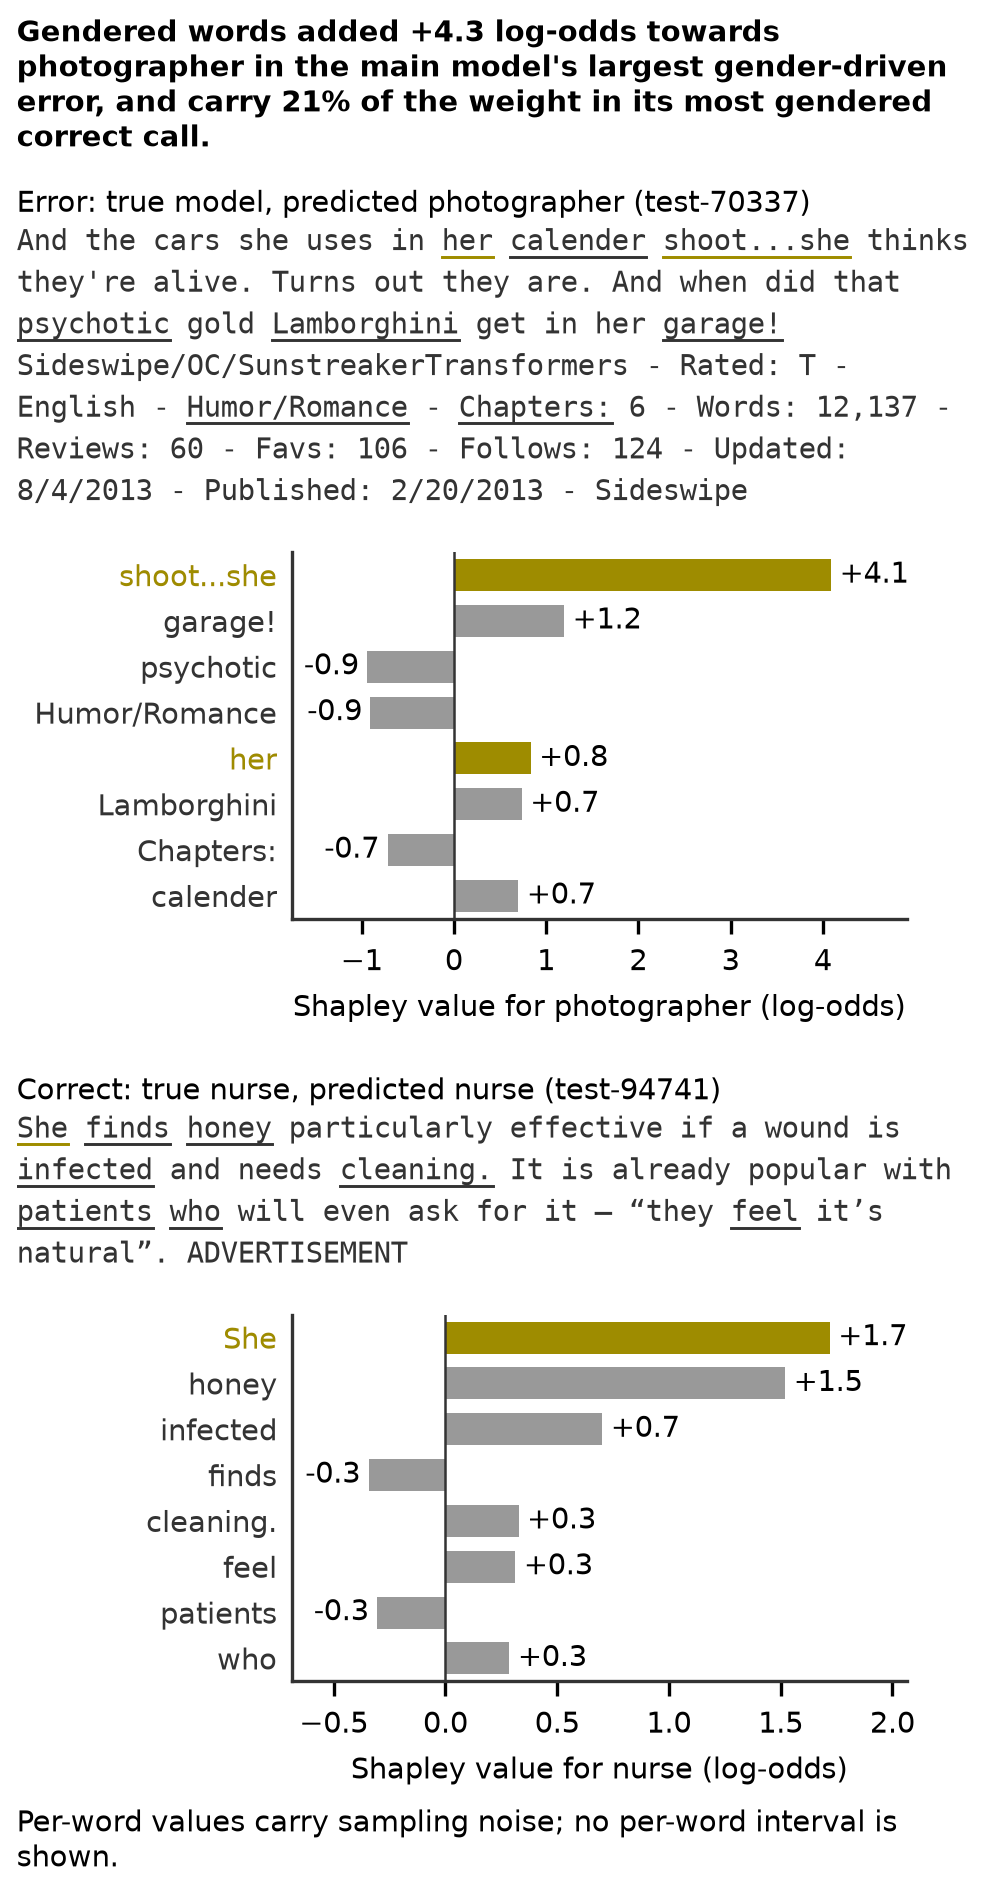 Gendered words added +4.3 log-odds towards
photographer in the main model's largest gender-driven
error, and carry 21% of the weight in its most gendered
correct call.
Error: true model, predicted photographer (test-70337)
And the cars she uses in her calender shoot...she thinks
they're alive. Turns out they are. And when did that
psychotic gold Lamborghini get in her garage!
Sideswipe/OC/SunstreakerTransformers - Rated: T -
English - Humor/Romance - Chapters: 6 - Words: 12,137 -
Reviews: 60 - Favs: 106 - Follows: 124 - Updated:
8/4/2013 - Published: 2/20/2013 - Sideswipe
shoot...she +4.1
garage! +1.2
psychotic -0.9
Humor/Romance -0.9
her +0.8
Lamborghini +0.7
Chapters: -0.7
calender +0.7
−1 0 1 2 3 4
Shapley value for photographer (log-odds)
Correct: true nurse, predicted nurse (test-94741)
She finds honey particularly effective if a wound is
infected and needs cleaning. It is already popular with
patients who will even ask for it — “they feel it’s
natural”. ADVERTISEMENT
She +1.7
honey +1.5
infected +0.7
finds -0.3
cleaning. +0.3
feel +0.3
patients -0.3
who +0.3
−0.5 0.0 0.5 1.0 1.5 2.0
Shapley value for nurse (log-odds)
Per-word values carry sampling noise; no per-word interval is
shown.